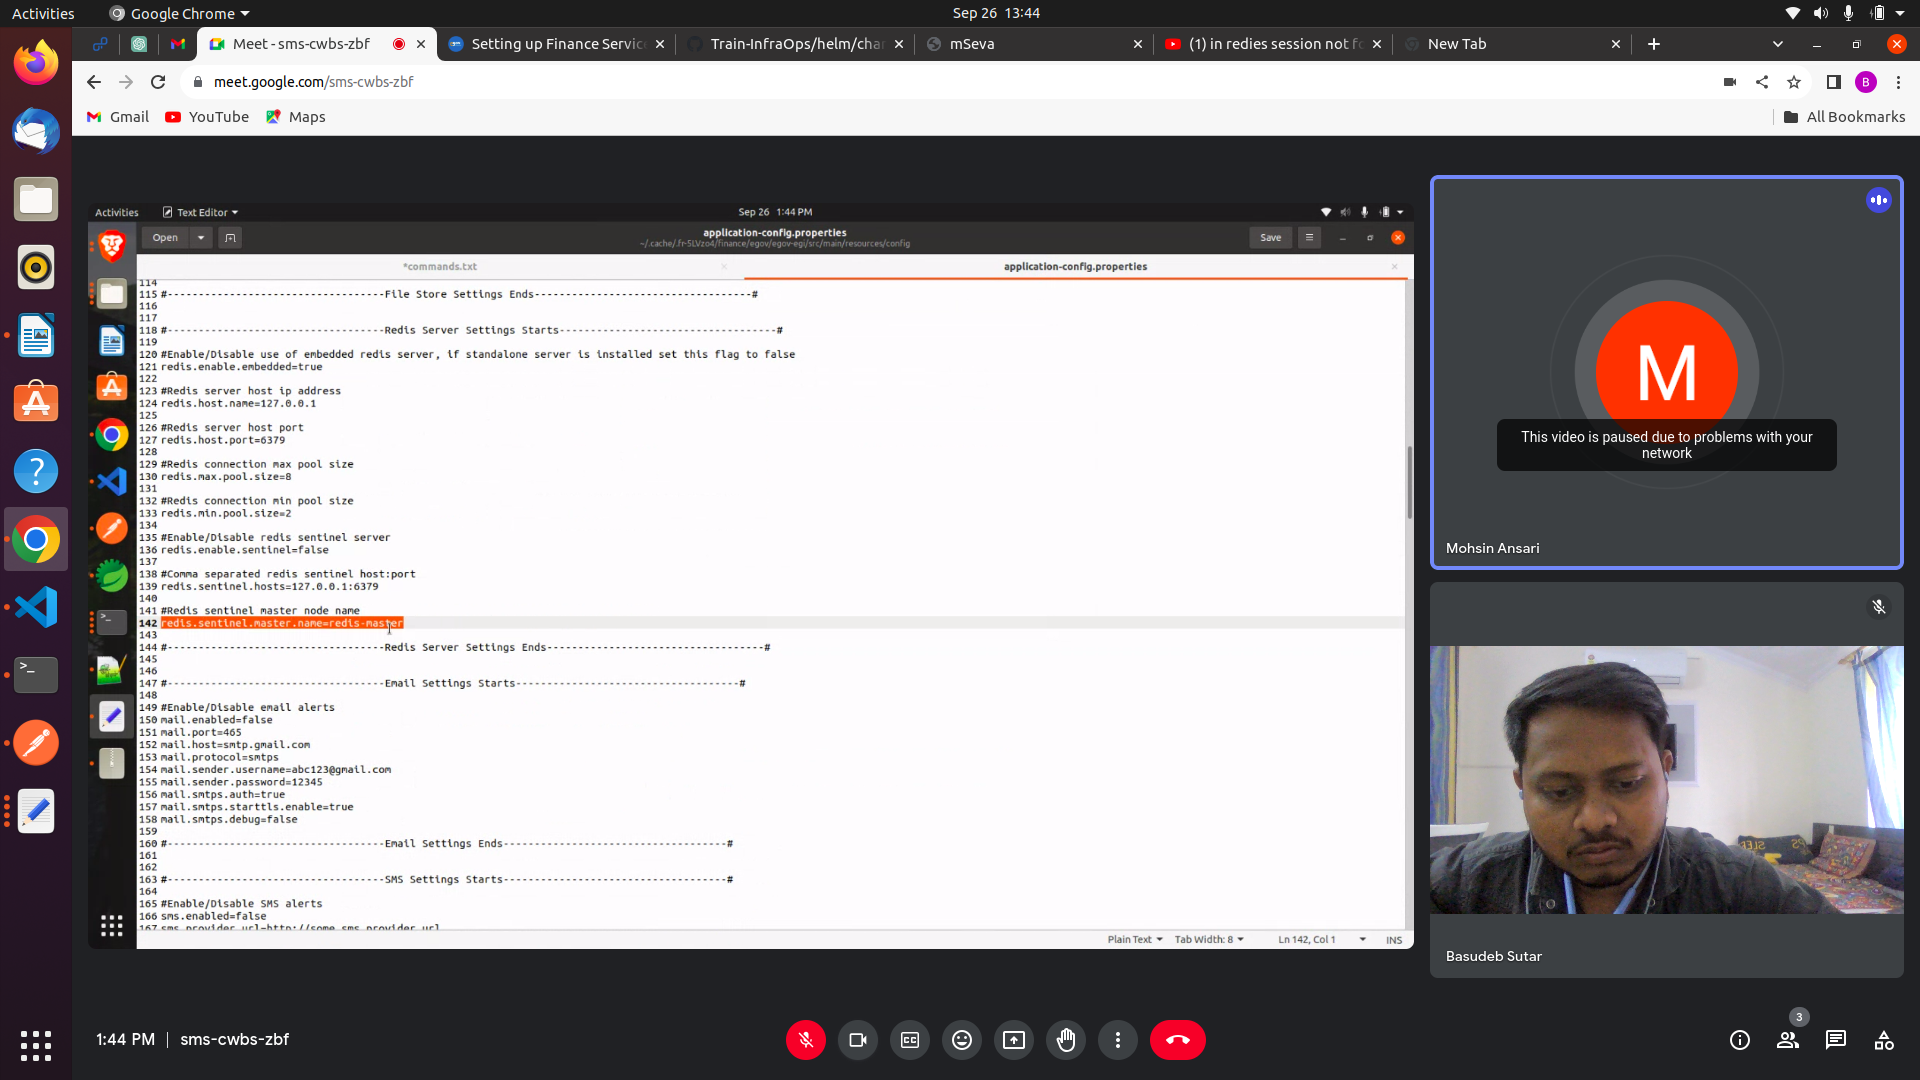 Activities
Google Chrome
Sep 26 13:44
Meet - sms-cwbs-zbf
Setting up Finance Servic
Train-InfraOps/helm/char
mSeva
(1) in redies session not fo
New Tab
meet.google.com/sms-cwbs-zbf
B
Gmail
YouTube
Maps
All Bookmarks
Activities
Text Editor
Sep 26 1:44 PM
Open
application-config.properties
~/.cache/.fr-5LVzo4/finance/egov/egov-egi/src/main/resources/config
Save
*commands.txt
application-config.properties
114
115 #-----------------------------------File Store Settings Ends-----------------------------------#
116
117
118 #-----------------------------------Redis Server Settings Starts-----------------------------------#
119
120 #Enable/Disable use of embedded redis server, if standalone server is installed set this flag to false
121 redis.enable.embedded=true
122
123 #Redis server host ip address
124 redis.host.name=127.0.0.1
125
126 #Redis server host port
127 redis.host.port=6379
128
129 #Redis connection max pool size
130 redis.max.pool.size=8
131
132 #Redis connection min pool size
133 redis.min.pool.size=2
134
135 #Enable/Disable redis sentinel server
136 redis.enable.sentinel=false
137
138 #Comma separated redis sentinel host:port
139 redis.sentinel.hosts=127.0.0.1:6379
140
141 #Redis sentinel master node name
142 redis.sentinel.master.name=redis-master
143
144 #-----------------------------------Redis Server Settings Ends-----------------------------------#
145
146
147 #-----------------------------------Email Settings Starts------------------------------------#
148
149 #Enable/Disable email alerts
150 mail.enabled=false
151 mail.port=465
152 mail.host=smtp.gmail.com
153 mail.protocol=smtps
154 mail.sender.username=abc123@gmail.com
155 mail.sender.password=12345
156 mail.smtps.auth=true
157 mail.smtps.starttls.enable=true
158 mail.smtps.debug=false
159
160 #-----------------------------------Email Settings Ends------------------------------------#
161
162
163 #-----------------------------------SMS Settings Starts------------------------------------#
164
165 #Enable/Disable SMS alerts
166 sms.enabled=false
167 sms.provider.url=http://some.sms.provider.url
Plain Text
Tab Width: 8
Ln 142, Col 1
INS
M
This video is paused due to problems with your
network
Mohsin Ansari
Basudeb Sutar
1:44 PM | sms-cwbs-zbf
3